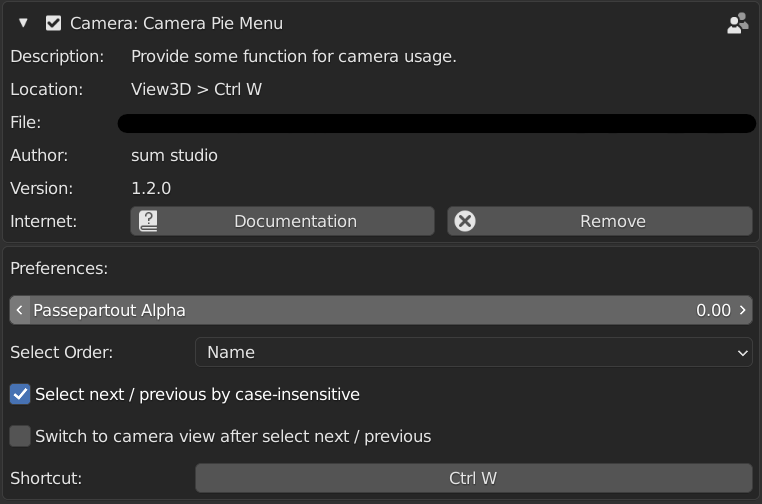 Camera: Camera Pie Menu
Description: Provide some function for camera usage.
Location: View3D > Ctrl W
File:
Author: sum studio
Version: 1.2.0
Internet: Documentation Remove
Preferences:
Passepartout Alpha 0.00
Select Order: Name
Select next / previous by case-insensitive
Switch to camera view after select next / previous
Shortcut: Ctrl W